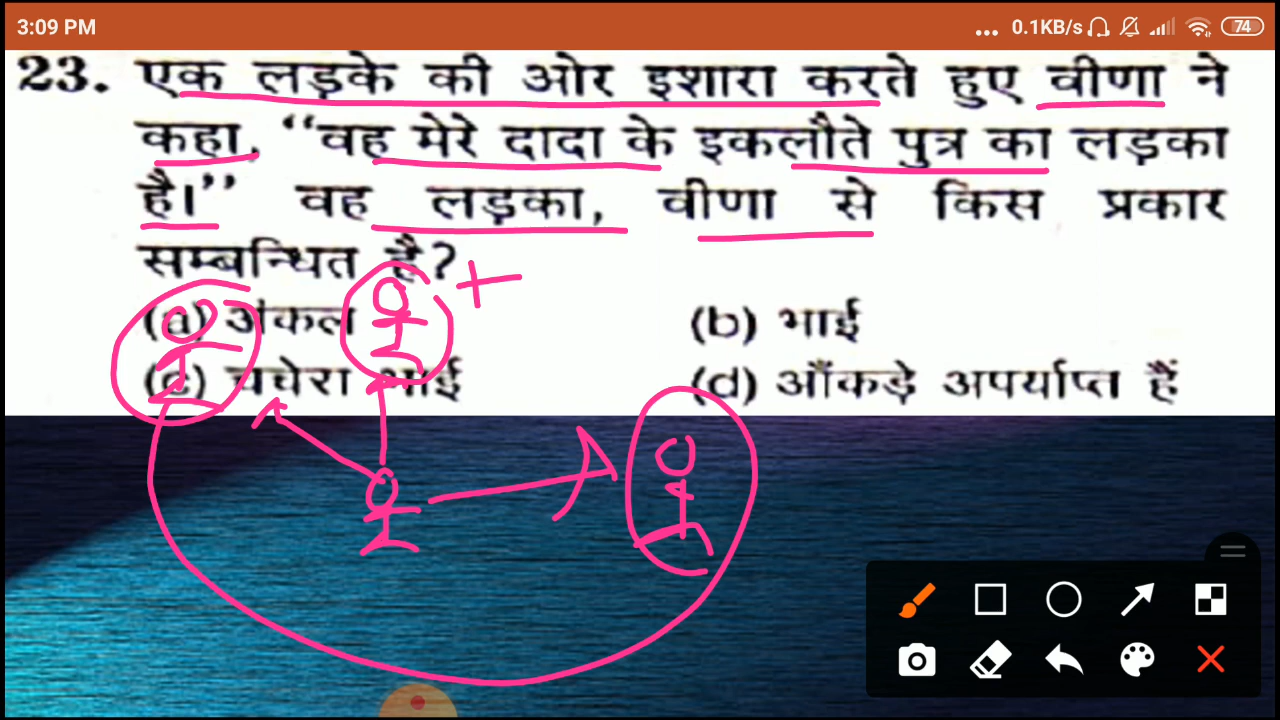 3:09 PM ... 0.1KB/s 74
23. एक लड़के की ओर इशारा करते हुए वीणा ने
कहा, “वह मेरे दादा के इकलौते पुत्र का लड़का
है।” वह लड़का, वीणा से किस प्रकार
सम्बन्धित है?
(a) अंकल (b) भाई
(c) चचेरा भाई (d) आँकड़े अपर्याप्त हैं